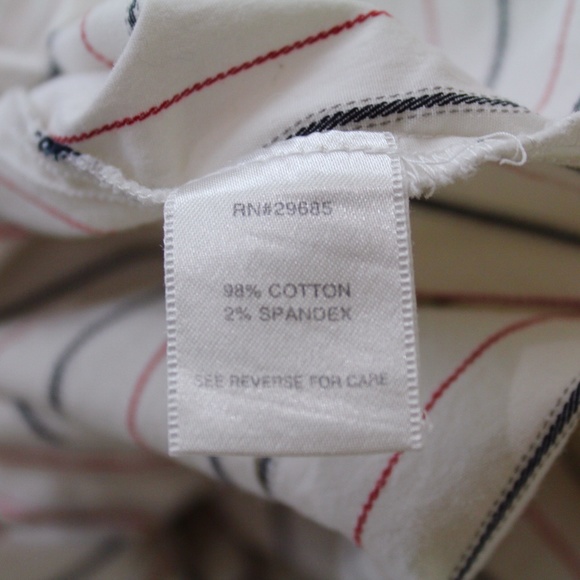 RN#29685
98% COTTON
2% SPANDEX
SEE REVERSE FOR CARE